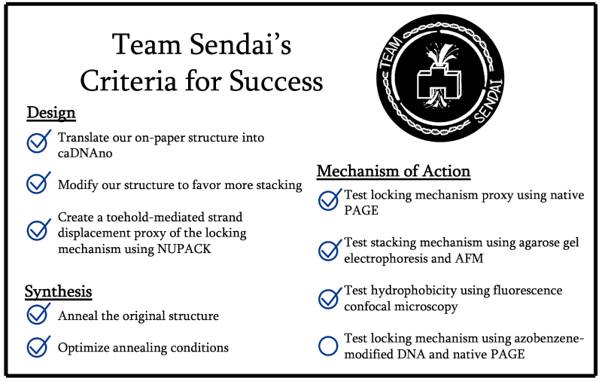 Team Sendai's
Criteria for Success
TEAM
SENDAI
Design
Translate our on-paper structure into
caDNAno
Modify our structure to favor more stacking
Create a toehold-mediated strand
displacement proxy of the locking
mechanism using NUPACK
Synthesis
Anneal the original structure
Optimize annealing conditions
Mechanism of Action
Test locking mechanism proxy using native
PAGE
Test stacking mechanism using agarose gel
electrophoresis and AFM
Test hydrophobicity using fluorescence
confocal microscopy
Test locking mechanism using azobenzene-
modified DNA and native PAGE